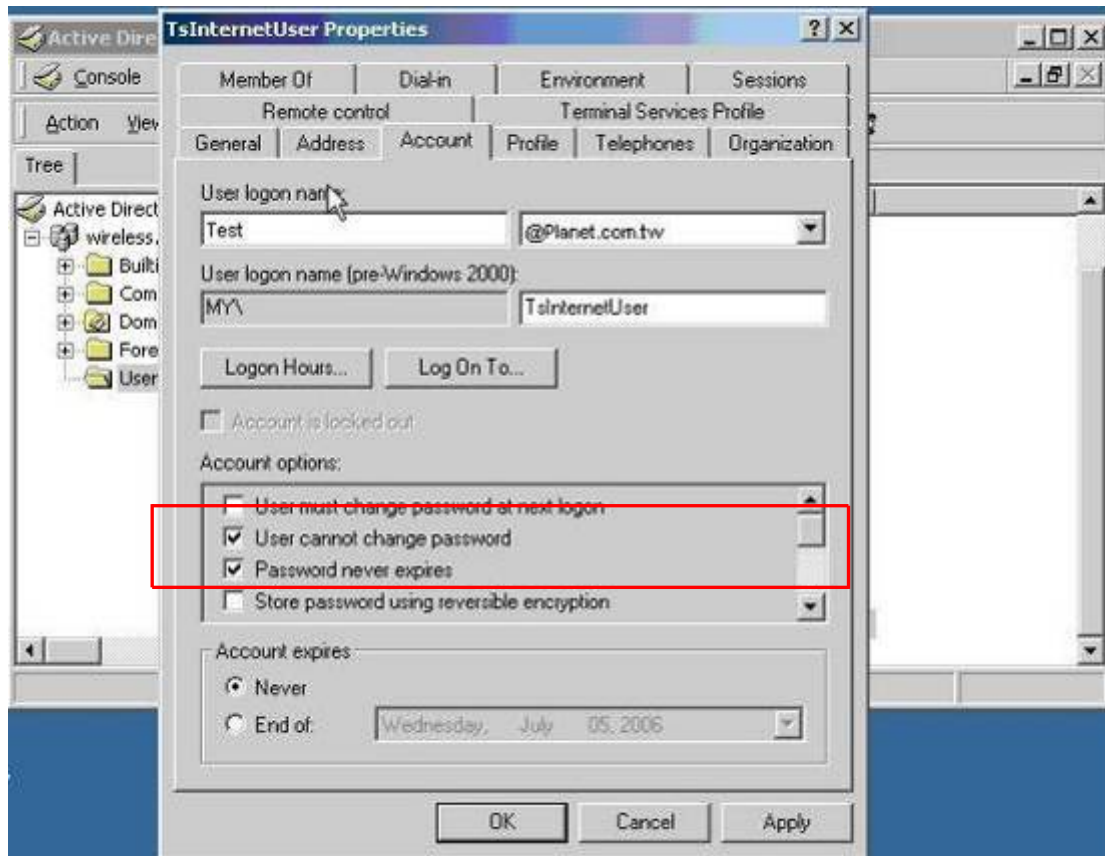 Active Dire
TsInternetUser Properties
Console
Action View
Tree
Active Direct
wireless.
Builti
Com
Dom
Fore
User
Member Of Dial-in Environment Sessions
Remote control Terminal Services Profile
General Address Account Profile Telephones Organization
User logon name:
Test @Planet.com.tw
User logon name (pre-Windows 2000):
MY\ TsInternetUser
Logon Hours... Log On To...
Account is locked out
Account options:
User must change password at next logon
User cannot change password
Password never expires
Store password using reversible encryption
Account expires
Never
End of: Wednesday, July 05, 2006
OK Cancel Apply